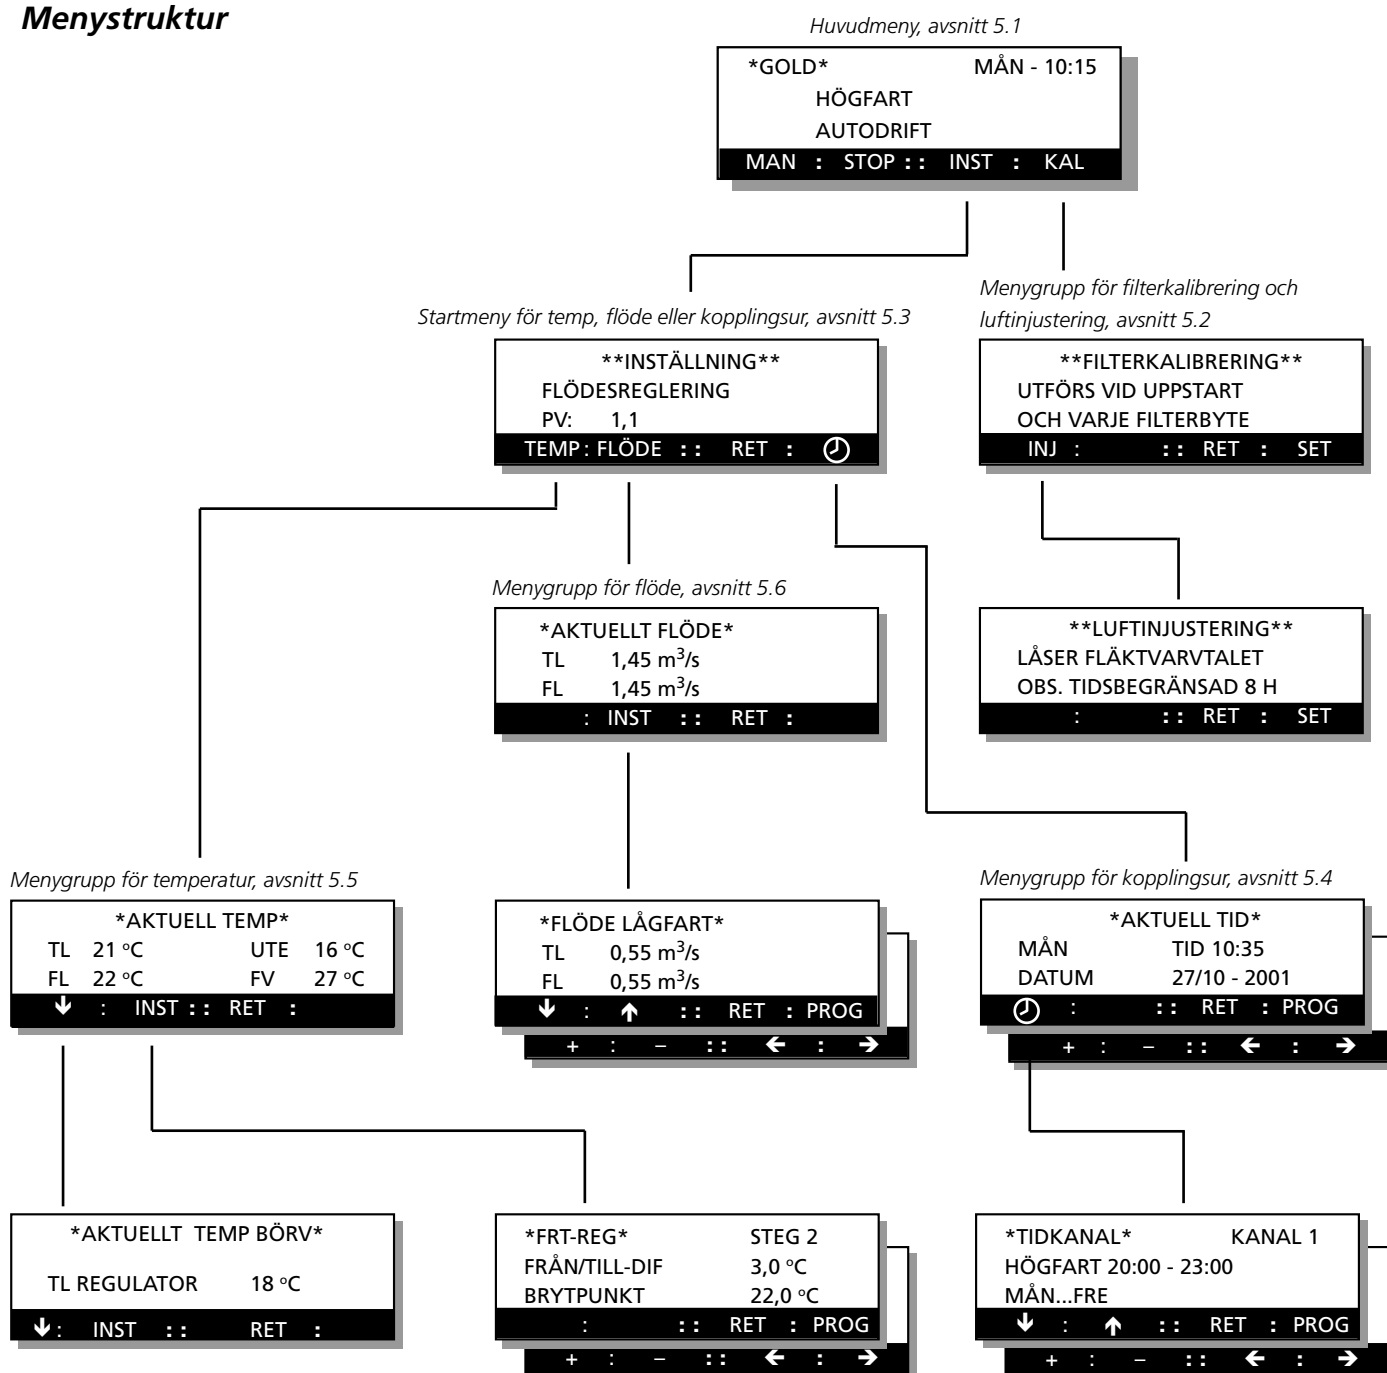 Menystruktur
Huvudmeny, avsnitt 5.1
*GOLD* MÅN - 10:15
HÖGFART
AUTODRIFT
MAN : STOP :: INST : KAL
Startmeny för temp, flöde eller kopplingsur, avsnitt 5.3
**INSTÄLLNING**
FLÖDESREGLERING
PV: 1,1
TEMP : FLÖDE :: RET :
Menygrupp för filterkalibrering och
luftinjustering, avsnitt 5.2
**FILTERKALIBRERING**
UTFÖRS VID UPPSTART
OCH VARJE FILTERBYTE
INJ : :: RET : SET
Menygrupp för flöde, avsnitt 5.6
*AKTUELLT FLÖDE*
TL 1,45 m³/s
FL 1,45 m³/s
: INST :: RET :
**LUFTINJUSTERING**
LÅSER FLÄKTVARVTALET
OBS. TIDSBEGRÄNSAD 8 H
: :: RET : SET
Menygrupp för temperatur, avsnitt 5.5
*AKTUELL TEMP*
TL 21 °C UTE 16 °C
FL 22 °C FV 27 °C
↓ : INST :: RET :
*FLÖDE LÅGFART*
TL 0,55 m³/s
FL 0,55 m³/s
↓ : ↑ :: RET : PROG
+ : – :: ← : →
Menygrupp för kopplingsur, avsnitt 5.4
*AKTUELL TID*
MÅN TID 10:35
DATUM 27/10 - 2001
: :: RET : PROG
+ : – :: ← : →
*AKTUELLT TEMP BÖRV*
TL REGULATOR 18 °C
↓ : INST :: RET :
*FRT-REG* STEG 2
FRÅN/TILL-DIF 3,0 °C
BRYTPUNKT 22,0 °C
: :: RET : PROG
+ : – :: ← : →
*TIDKANAL* KANAL 1
HÖGFART 20:00 - 23:00
MÅN...FRE
↓ : ↑ :: RET : PROG
+ : – :: ← : →